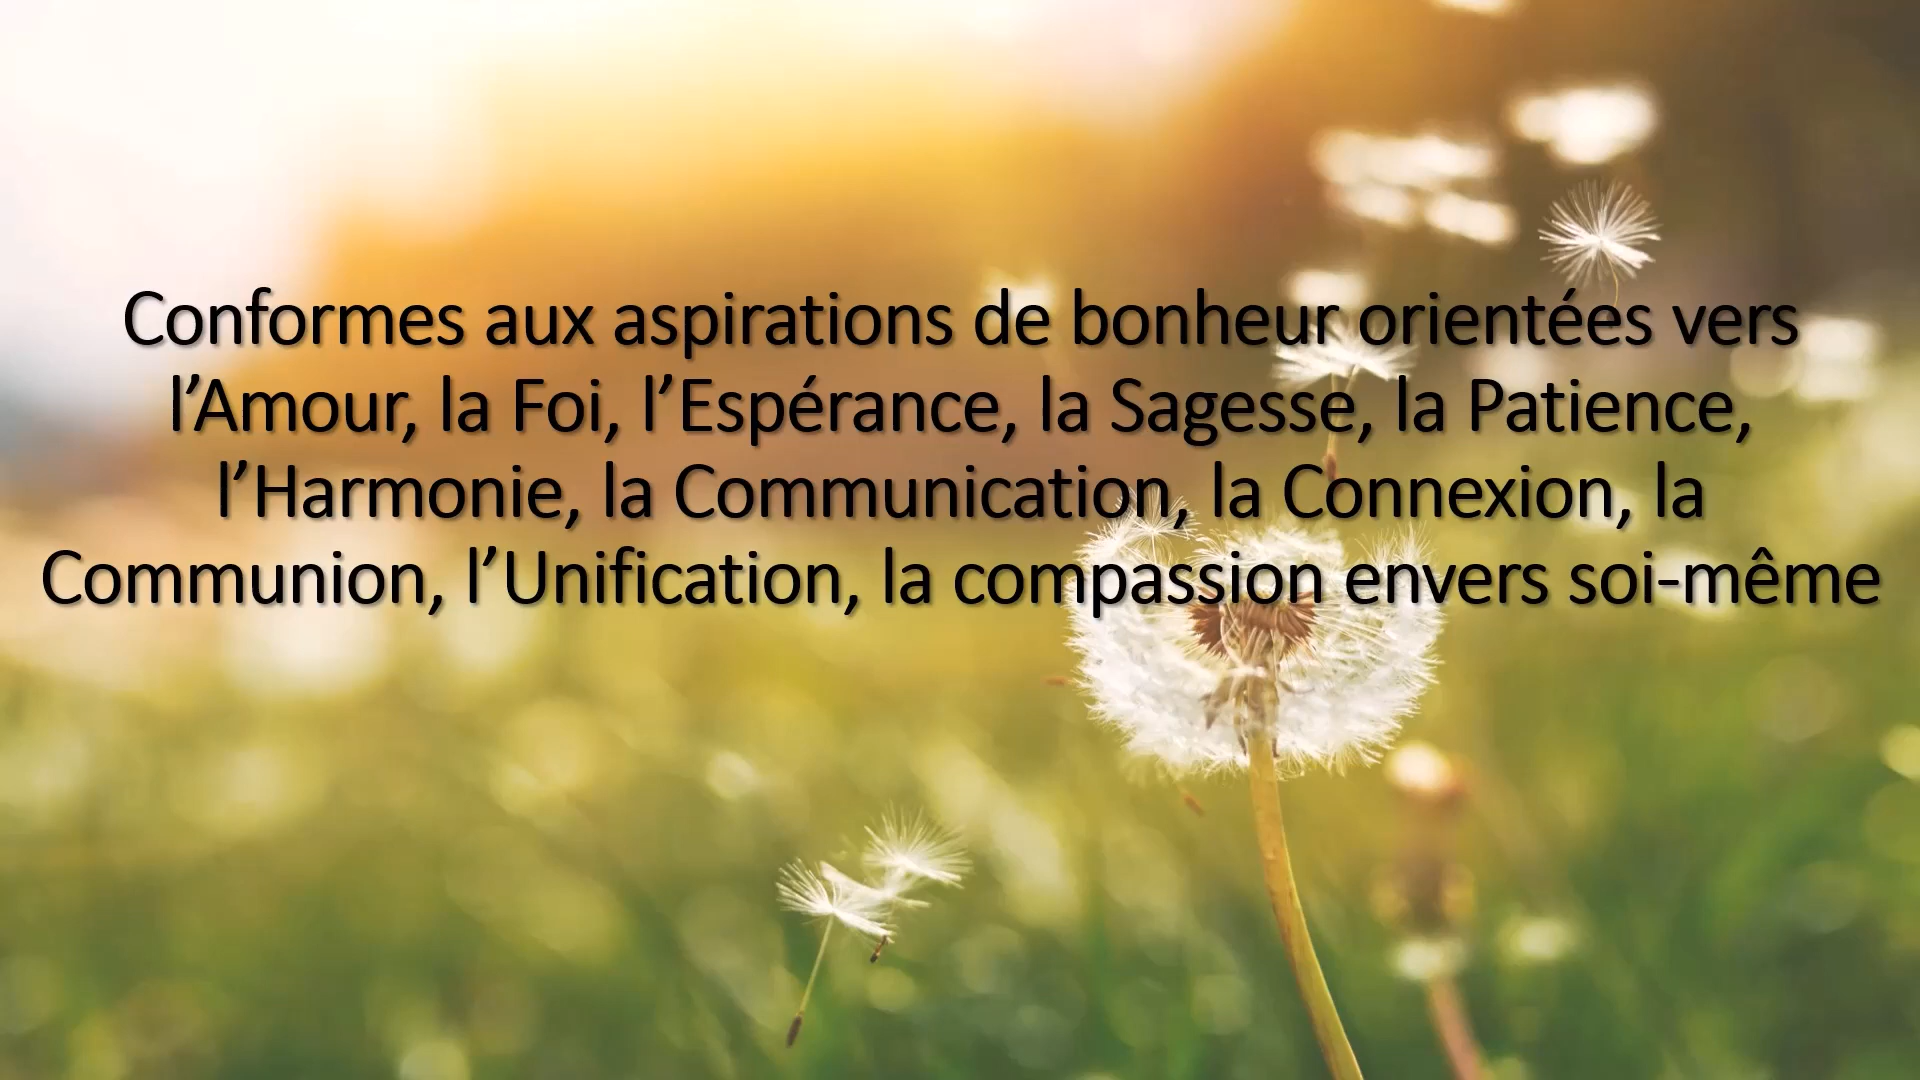 Conformes aux aspirations de bonheur orientées vers
l’Amour, la Foi, l’Espérance, la Sagesse, la Patience,
l’Harmonie, la Communication, la Connexion, la
Communion, l’Unification, la compassion envers soi-même